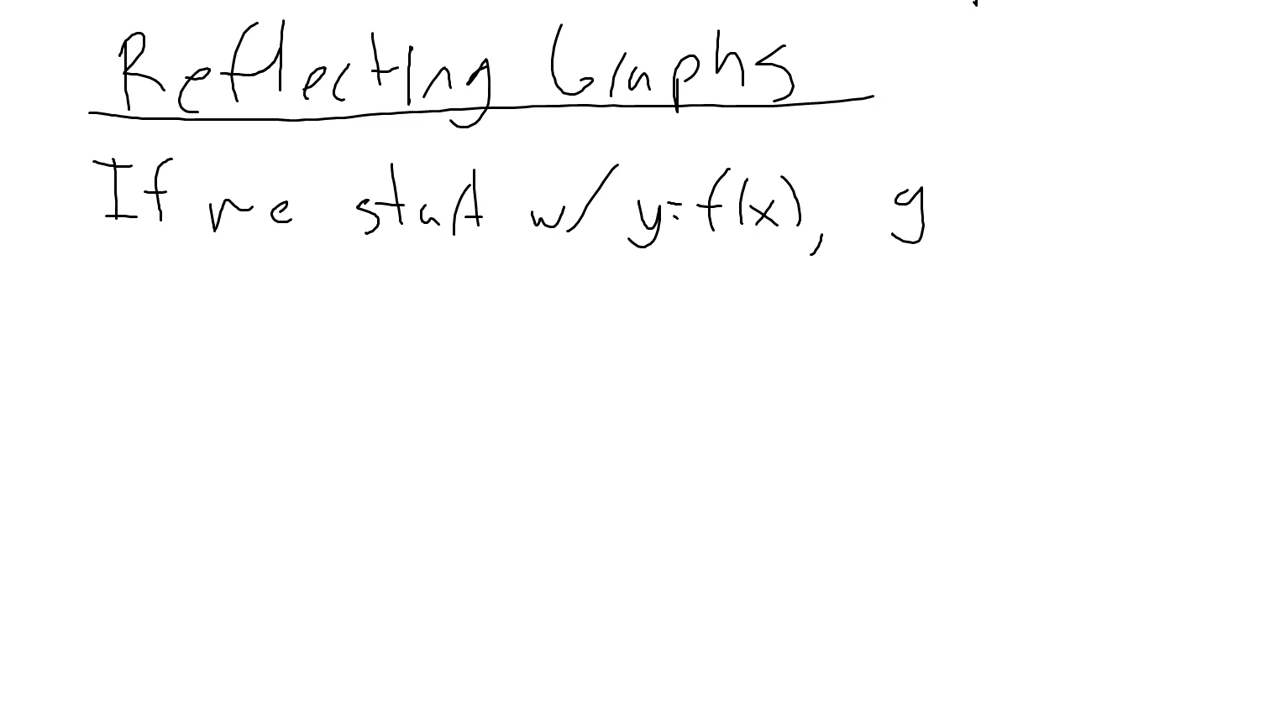 Reflecting Graphs
If we start w/ y=f(x), g